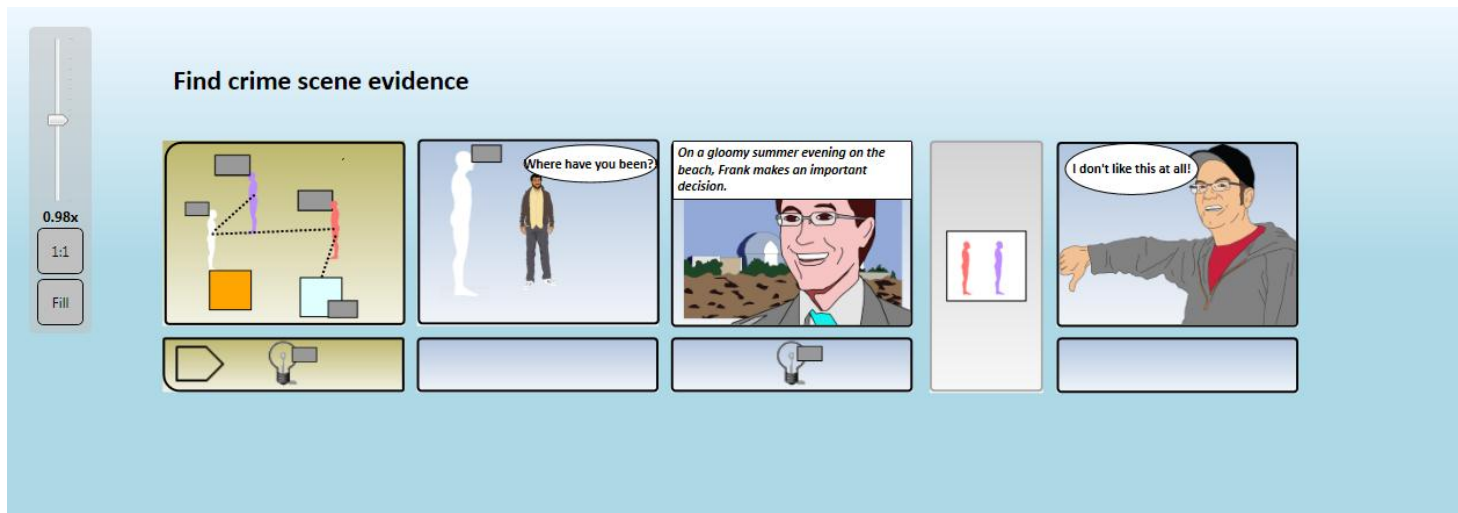 Find crime scene evidence
0.98x
1:1
Fill
Where have you been?!
On a gloomy summer evening on the
beach, Frank makes an important
decision.
I don't like this at all!